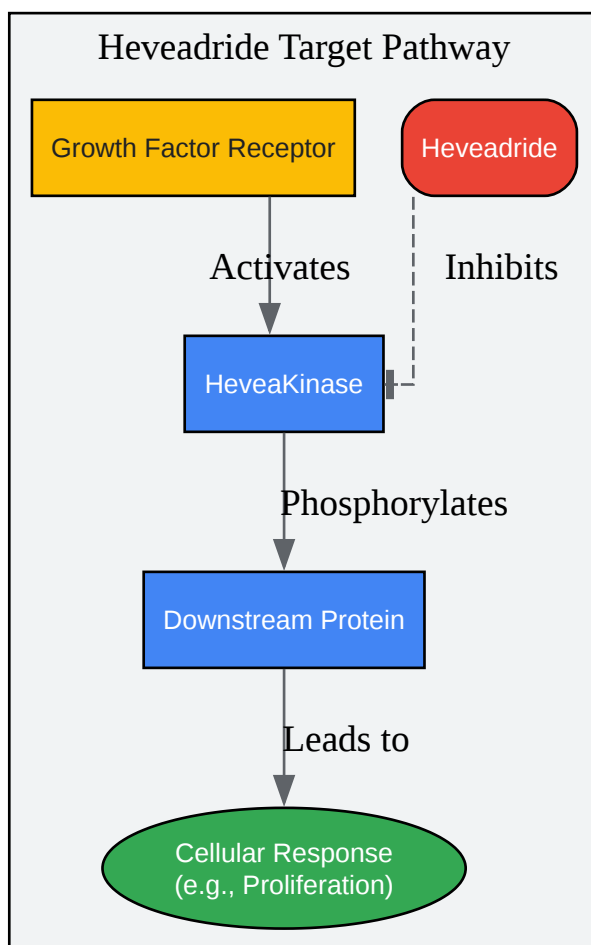 Heveadride Target Pathway
Growth Factor Receptor
Heveadride
Activates
Inhibits
HeveaKinase
Phosphorylates
Downstream Protein
Leads to
Cellular Response
(e.g., Proliferation)